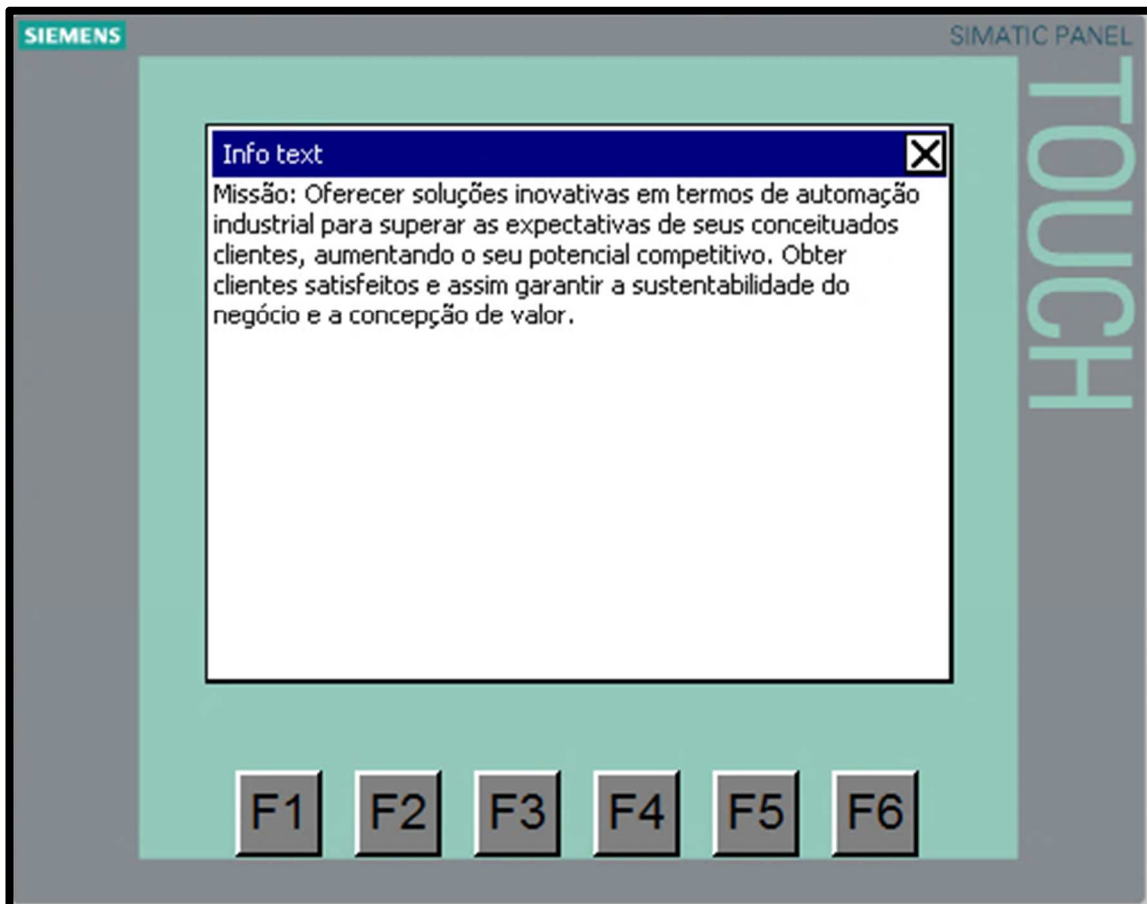 SIEMENS
SIMATIC PANEL
TOUCH
Info text
Missão: Oferecer soluções inovativas em termos de automação
industrial para superar as expectativas de seus conceituados
clientes, aumentando o seu potencial competitivo. Obter
clientes satisfeitos e assim garantir a sustentabilidade do
negócio e a concepção de valor.
F1 F2 F3 F4 F5 F6